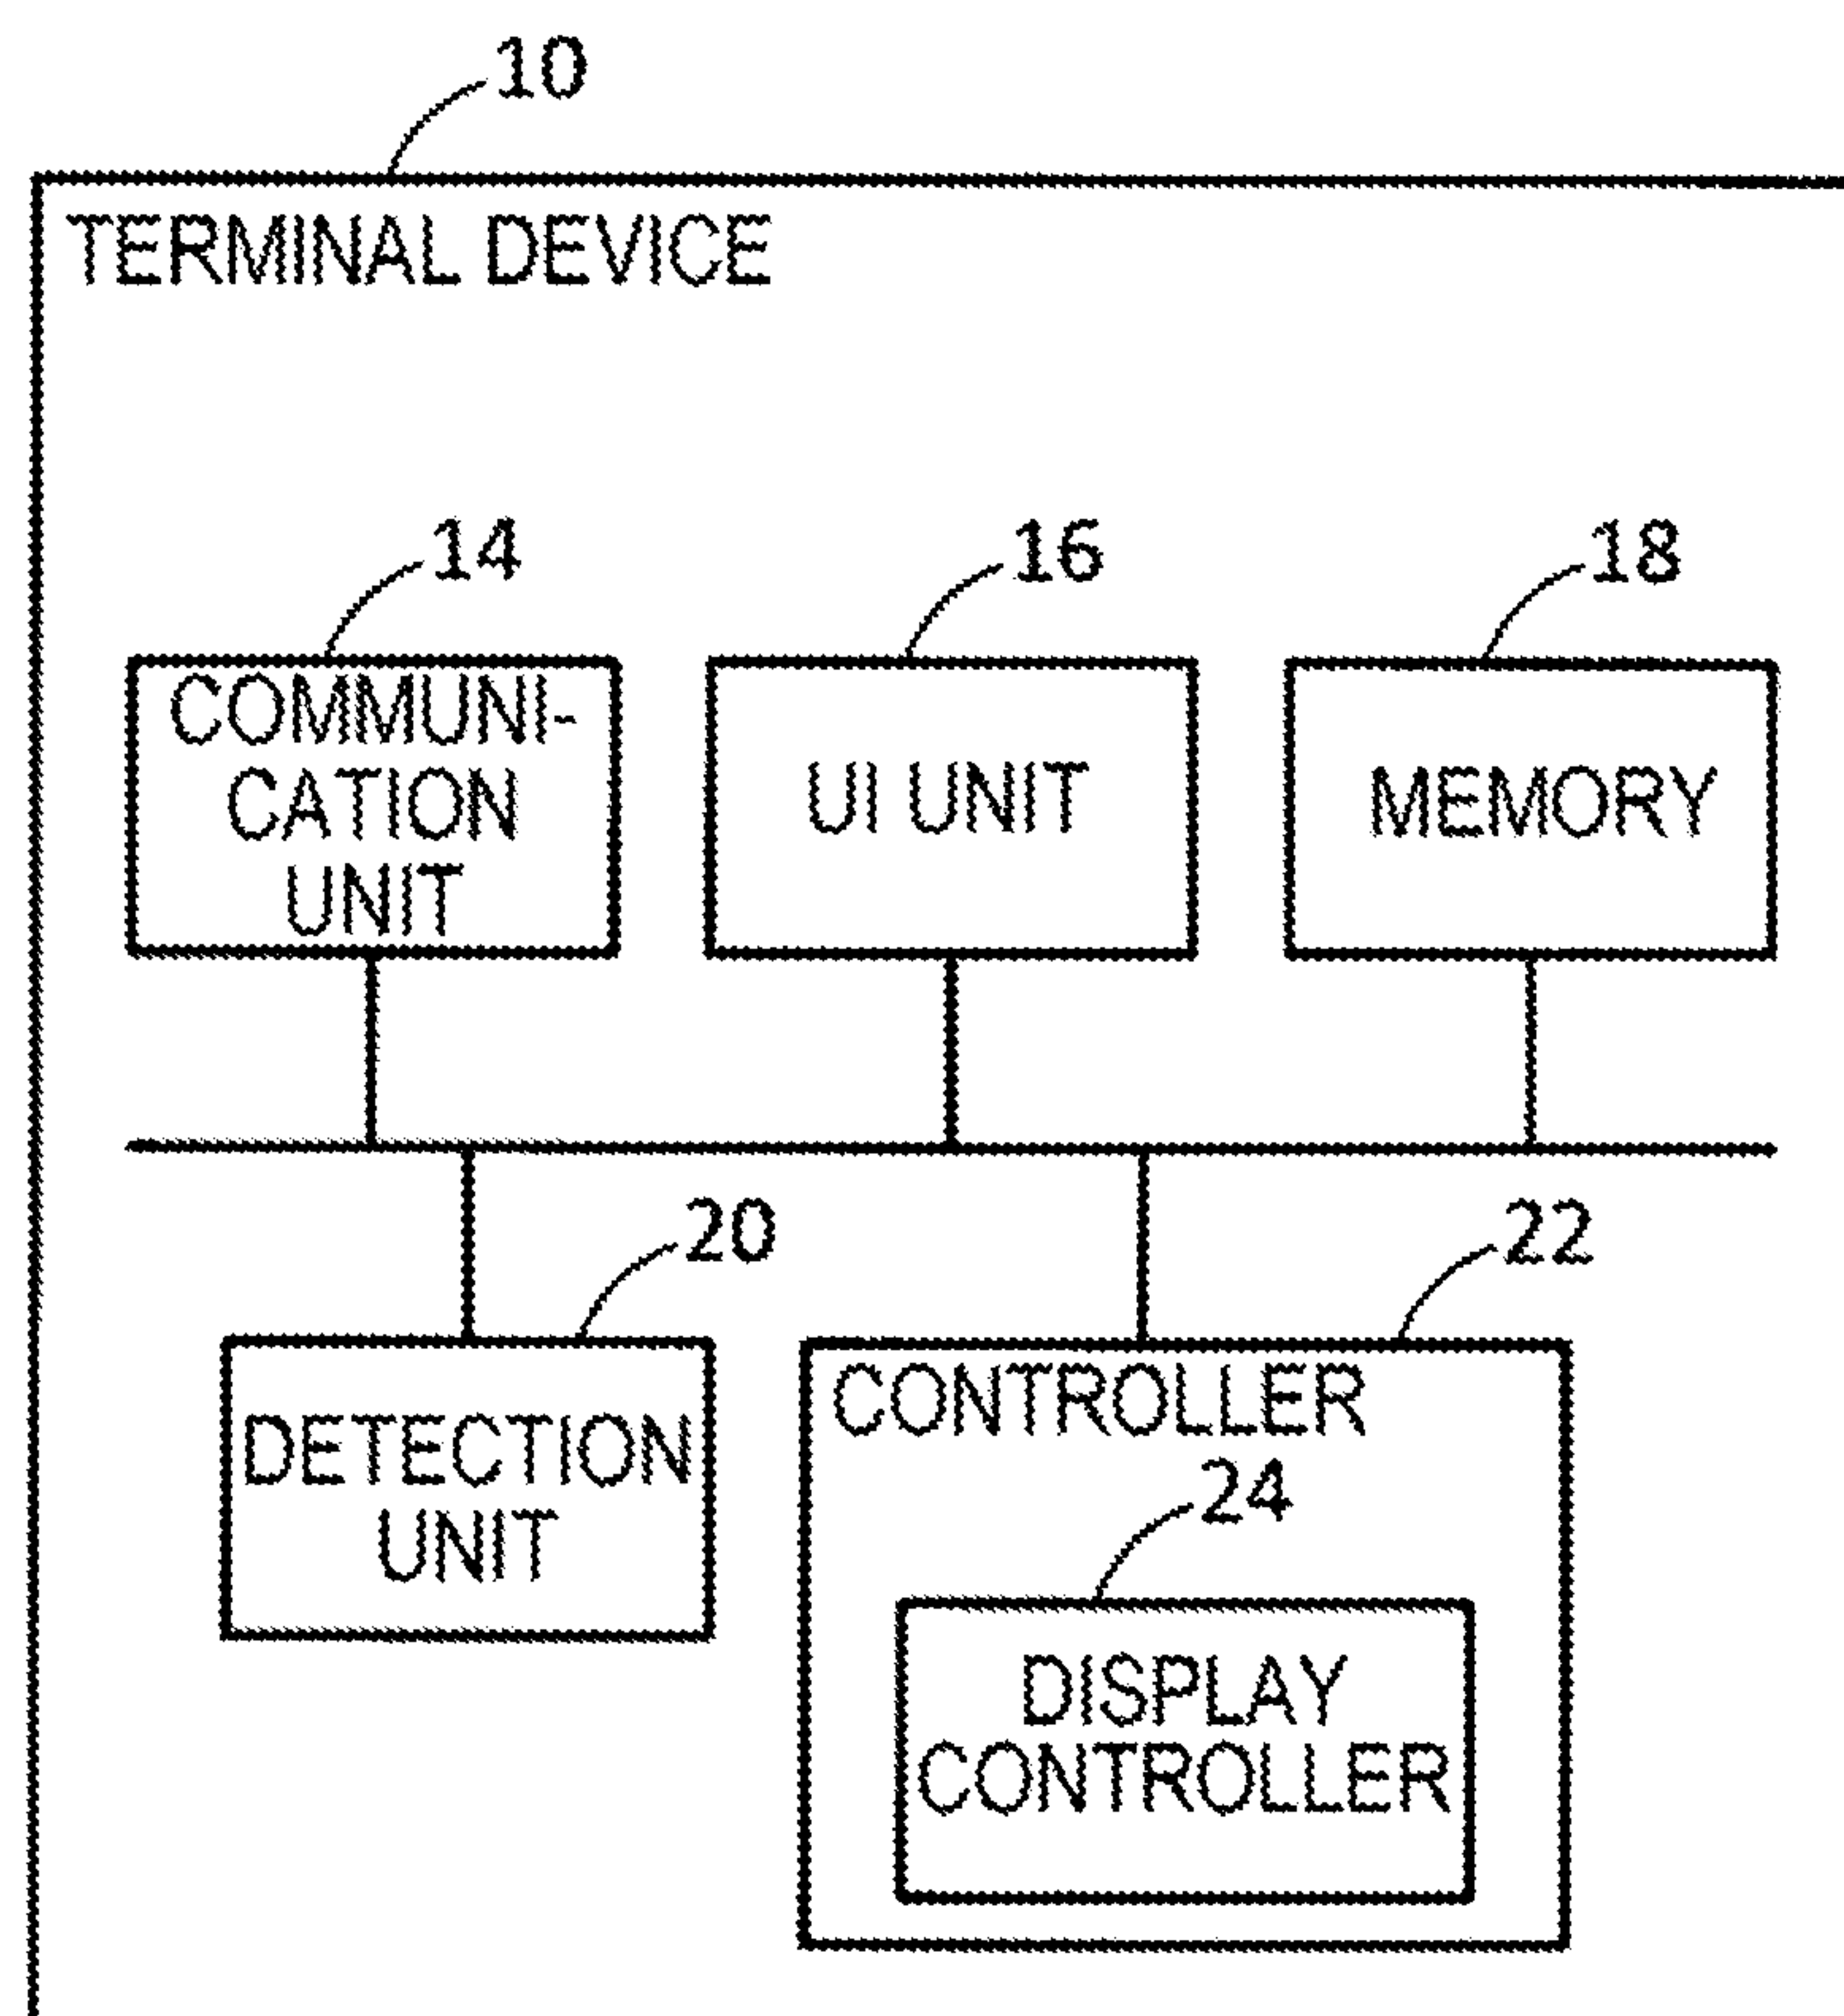 10
TERMINAL DEVICE
14
16
18
COMMUNI-
CATION
UNIT
UI UNIT
MEMORY
20
22
DETECTION
UNIT
CONTROLLER
24
DISPLAY
CONTROLLER